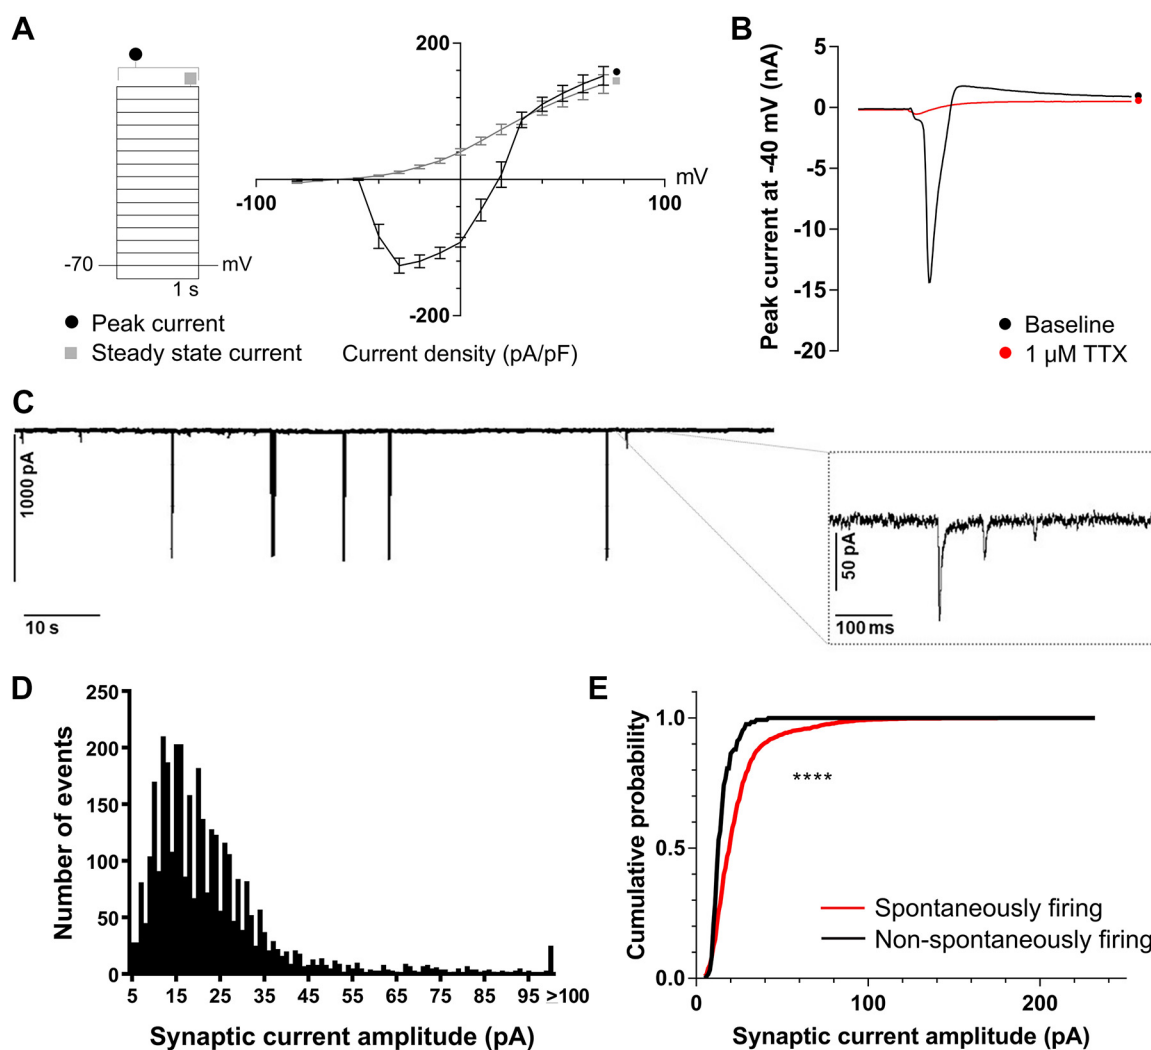 A
-70
mV
1 s
Peak current
Steady state current
200
-100
100
mV
-200
Current density (pA/pF)
B
Peak current at -40 mV (nA)
5
0
-5
-10
-15
-20
Baseline
1 µM TTX
C
1000 pA
10 s
50 pA
100 ms
D
Number of events
250
200
150
100
50
0
5 15 25 35 45 55 65 75 85 95 ≥100
Synaptic current amplitude (pA)
E
Cumulative probability
1.0
0.5
0.0
****
Spontaneously firing
Non-spontaneously firing
0 100 200
Synaptic current amplitude (pA)